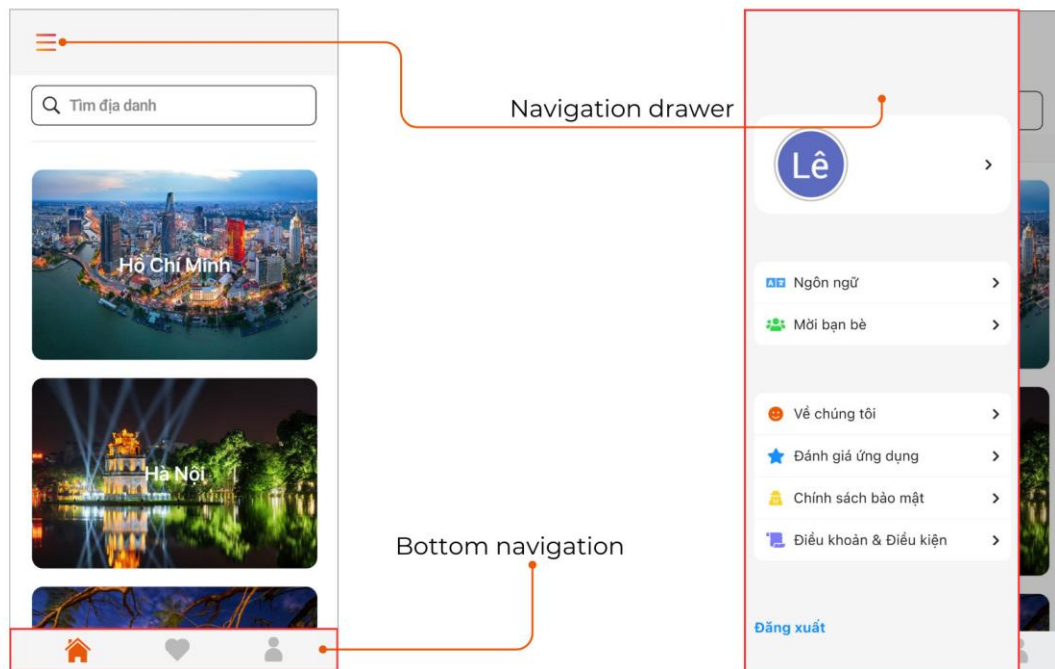 Tìm địa danh
Navigation drawer
Lê
Hồ Chí Minh
Ngôn ngữ
Mời bạn bè
Hà Nội
Về chúng tôi
Đánh giá ứng dụng
Chính sách bảo mật
Điều khoản & Điều kiện
Bottom navigation
Đăng xuất